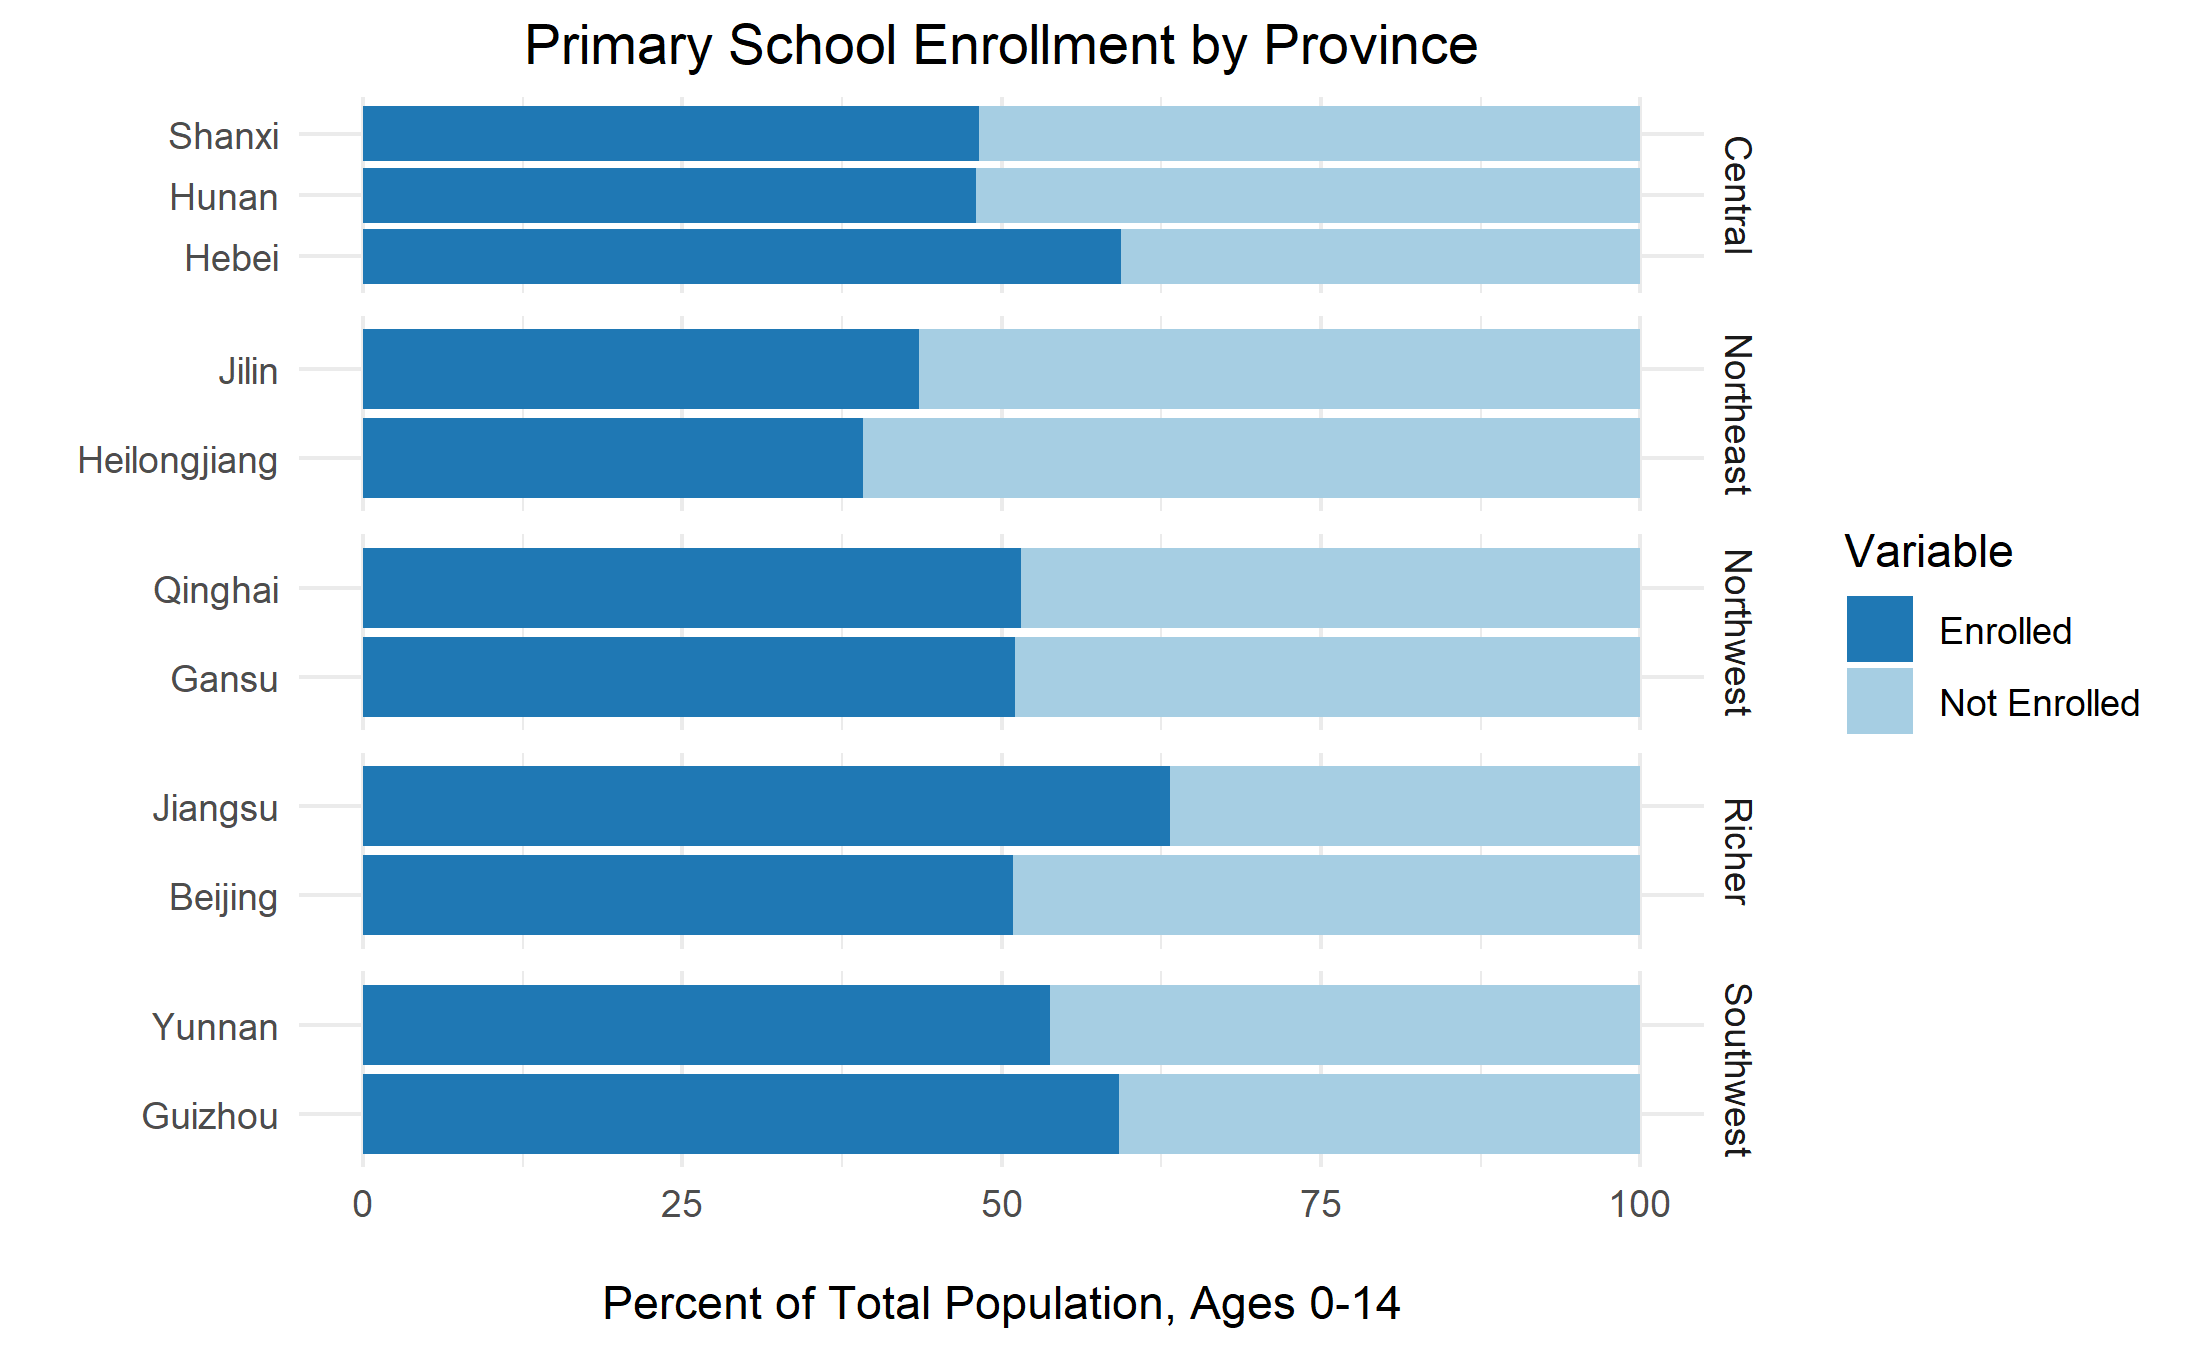 Primary School Enrollment by Province
Shanxi
Hunan
Hebei
Central
Jilin
Heilongjiang
Northeast
Qinghai
Gansu
Northwest
Jiangsu
Beijing
Richer
Yunnan
Guizhou
Southwest
0 25 50 75 100
Percent of Total Population, Ages 0-14
Variable
Enrolled
Not Enrolled